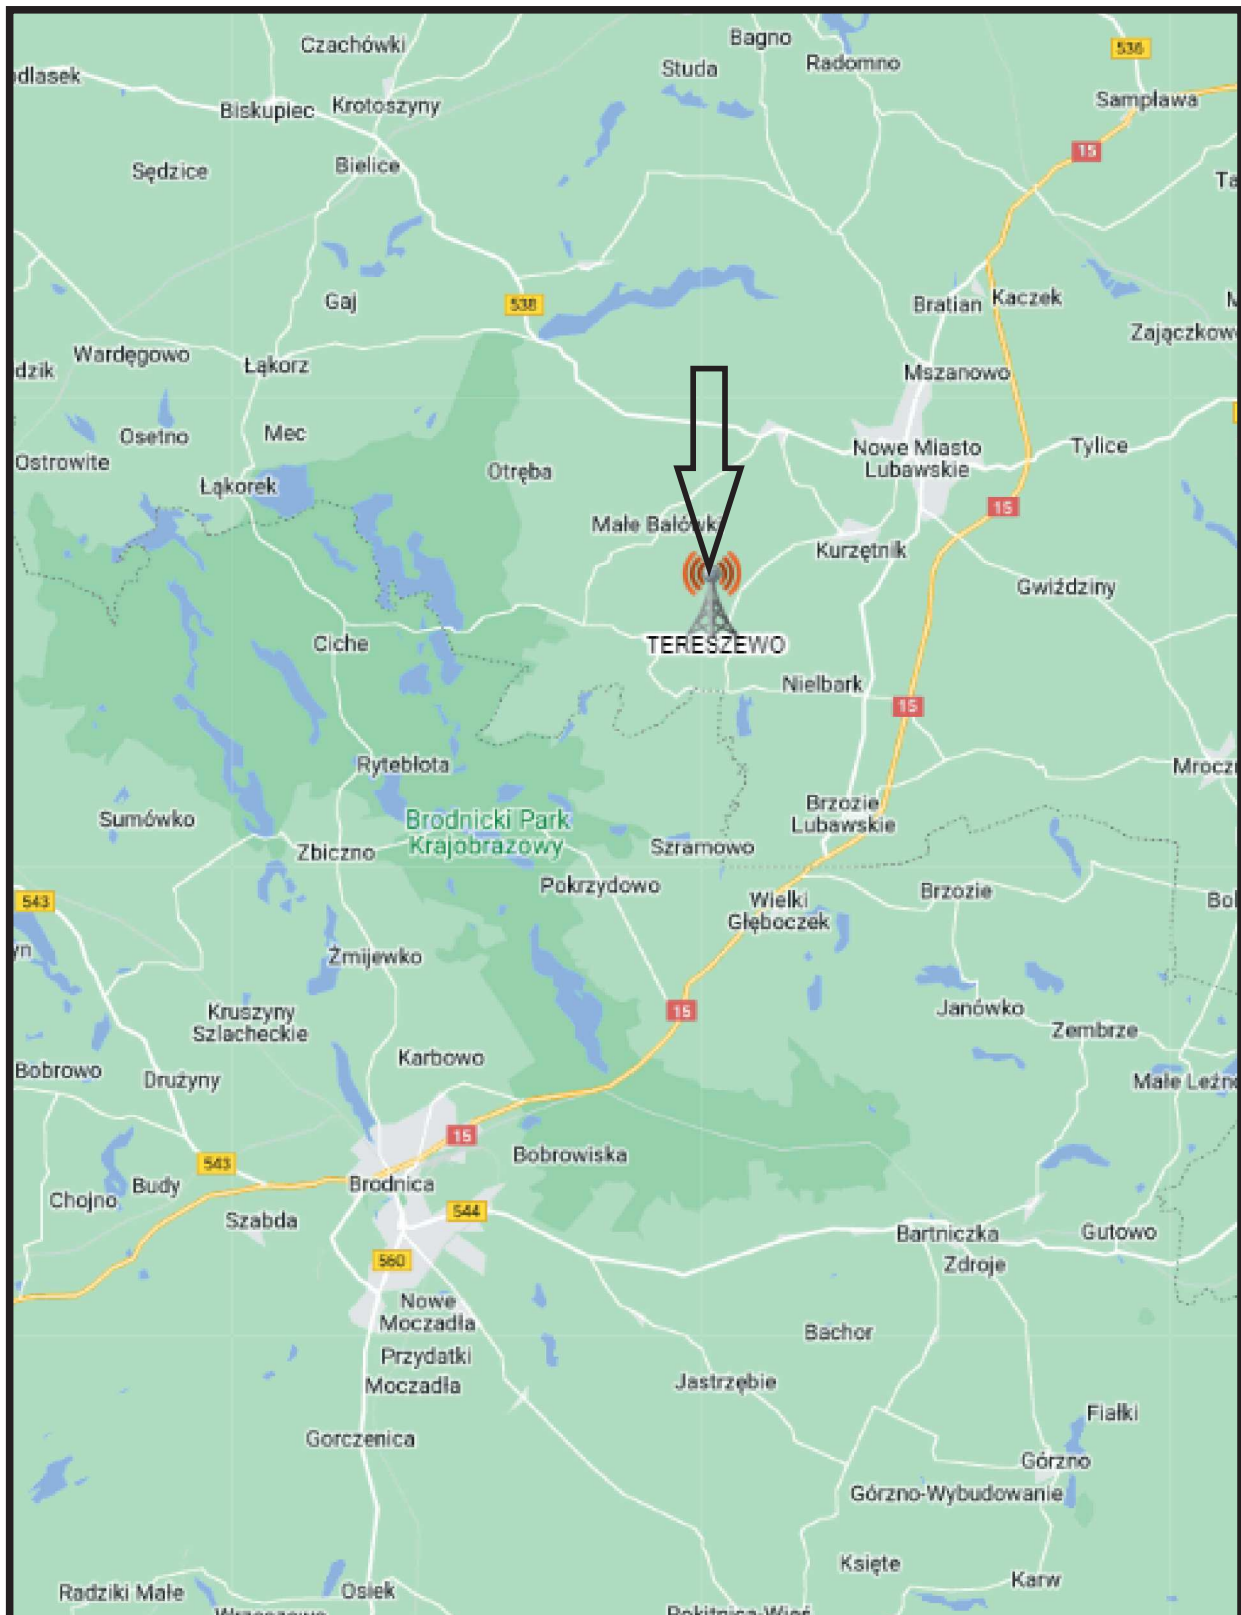 Czachówki
Bagno
Studa
Radomno
536
Biskupiec
Krotoszyny
Sampława
15
Sędzice
Bielice
Gaj
538
Bratian
Kaczek
Wardęgowo
Łąkorz
Mszanowo
Osetno
Mec
Ostrowite
Otręba
Nowe Miasto
Lubawskie
Tylice
Łąkorek
15
Małe Bałówki
Kurzętnik
Gwiździny
Ciche
TERESZEWO
Nielbark
15
Rytebłota
Sumówko
Brodnicki Park
Krajobrazowy
Brzozie
Lubawskie
Zbiczno
Szramowo
Pokrzydowo
543
Wielki
Głęboczek
Brzozie
Żmijewko
Kruszyny
Szlacheckie
15
Janówko
Zembrze
Karbowo
Bobrowo
Drużyny
15
543
Bobrowiska
Budy
Chojno
Brodnica
Szabda
544
Bartniczka
Gutowo
560
Zdroje
Nowe
Moczadła
Bachor
Przydatki
Moczadła
Jastrzębie
Fiałki
Gorczenica
Górzno
Górzno-Wybudowanie
Księte
Karw
Radziki Małe
Osiek